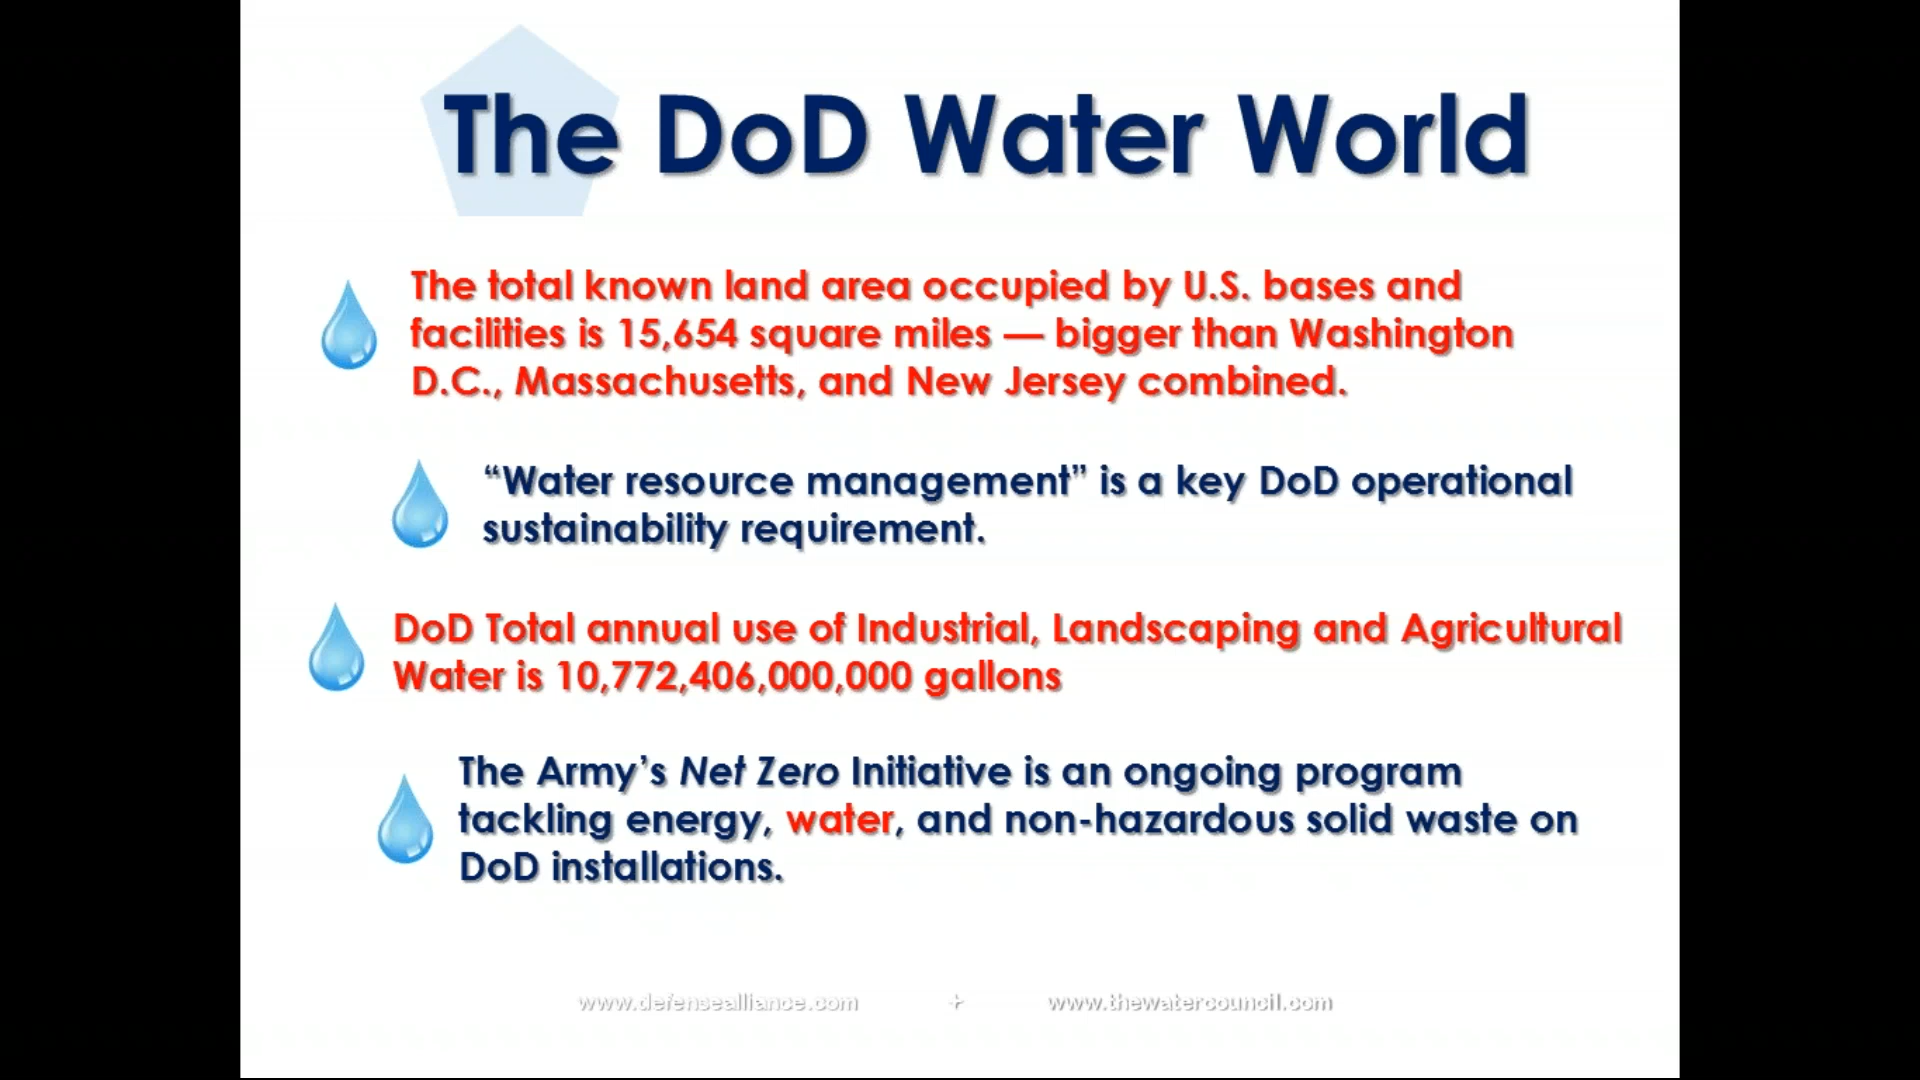 The DoD Water World
The total known land area occupied by U.S. bases and
facilities is 15,654 square miles — bigger than Washington
D.C., Massachusetts, and New Jersey combined.
“Water resource management” is a key DoD operational
sustainability requirement.
DoD Total annual use of Industrial, Landscaping and Agricultural
Water is 10,772,406,000,000 gallons
The Army’s Net Zero Initiative is an ongoing program
tackling energy, water, and non-hazardous solid waste on
DoD installations.
www.defensealliance.com + www.thewatercouncil.com